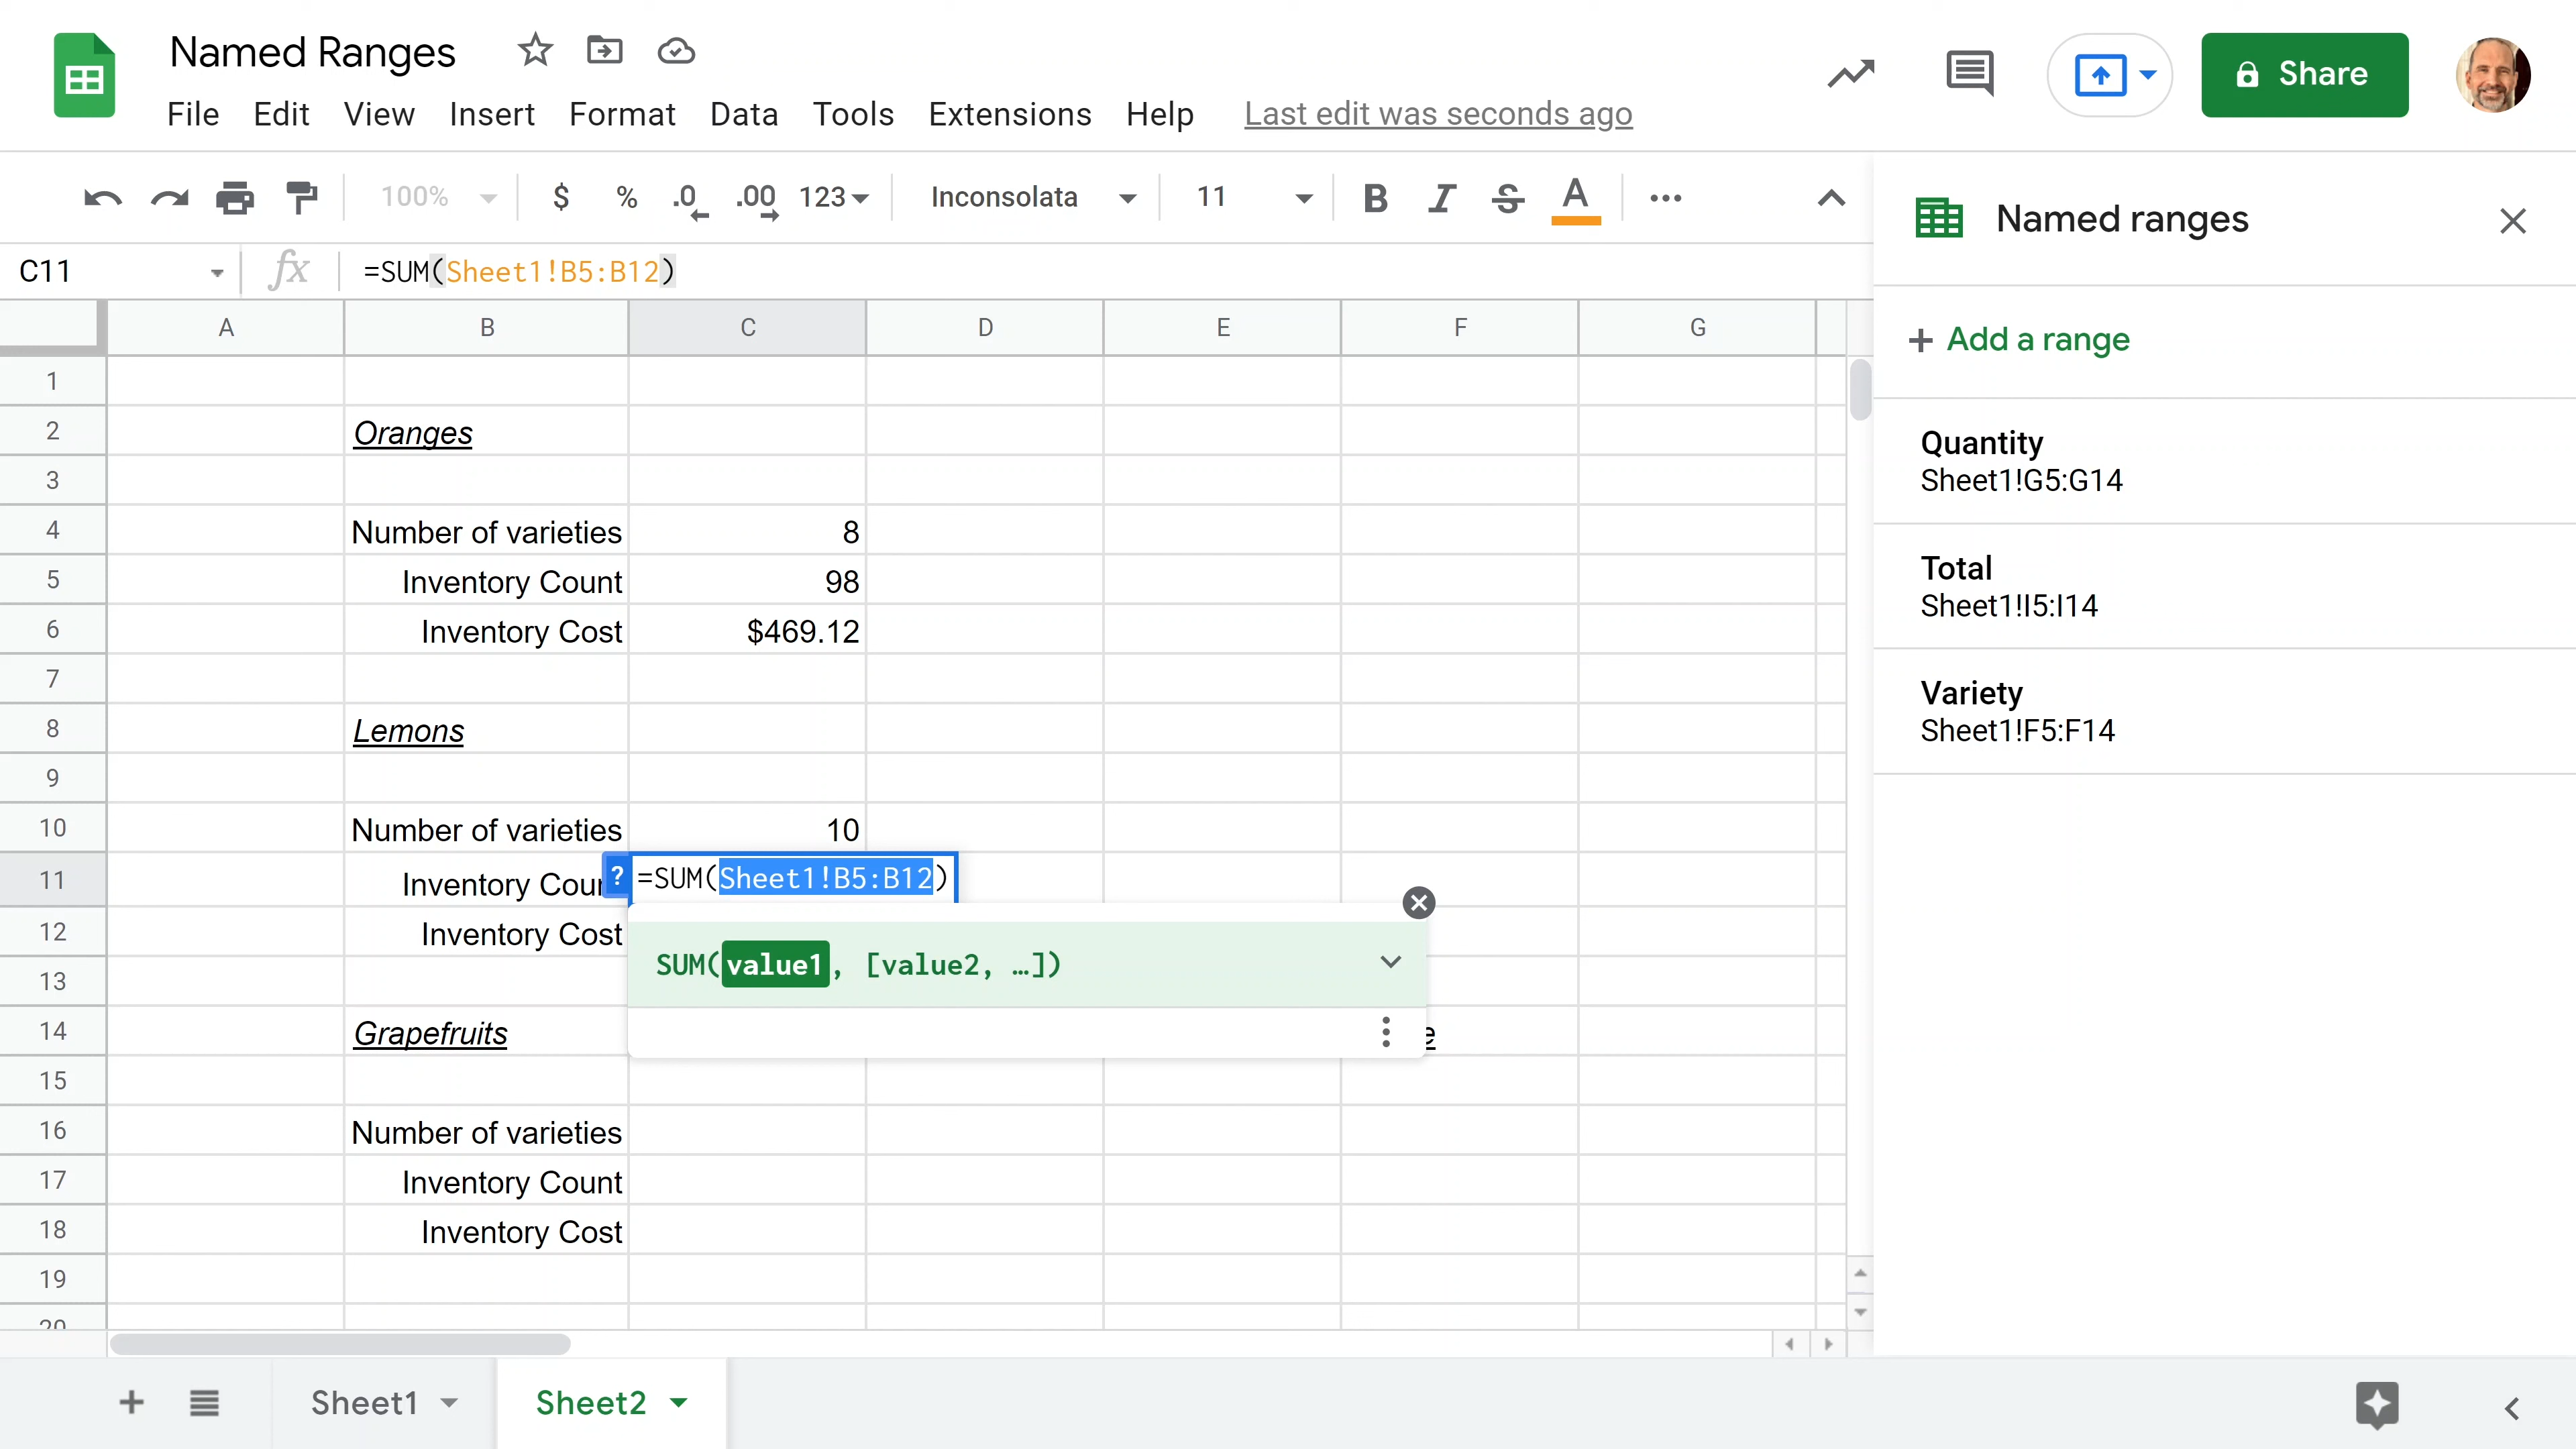 Named Ranges
File Edit View Insert Format Data Tools Extensions Help Last edit was seconds ago
Share
100% $ % .0 .00 123 Inconsolata 11 B I S A
Named ranges
C11 fx =SUM(Sheet1!B5:B12)
+ Add a range
A B C D E F G
1
2 Oranges
3
4 Number of varieties 8
5 Inventory Count 98
6 Inventory Cost $469.12
7
8 Lemons
9
10 Number of varieties 10
11 Inventory Coun ? =SUM(Sheet1!B5:B12)
12 Inventory Cost
SUM(value1, [value2, …])
13
14 Grapefruits e
15
16 Number of varieties
17 Inventory Count
18 Inventory Cost
19
20
Quantity
Sheet1!G5:G14
Total
Sheet1!I5:I14
Variety
Sheet1!F5:F14
Sheet1 Sheet2